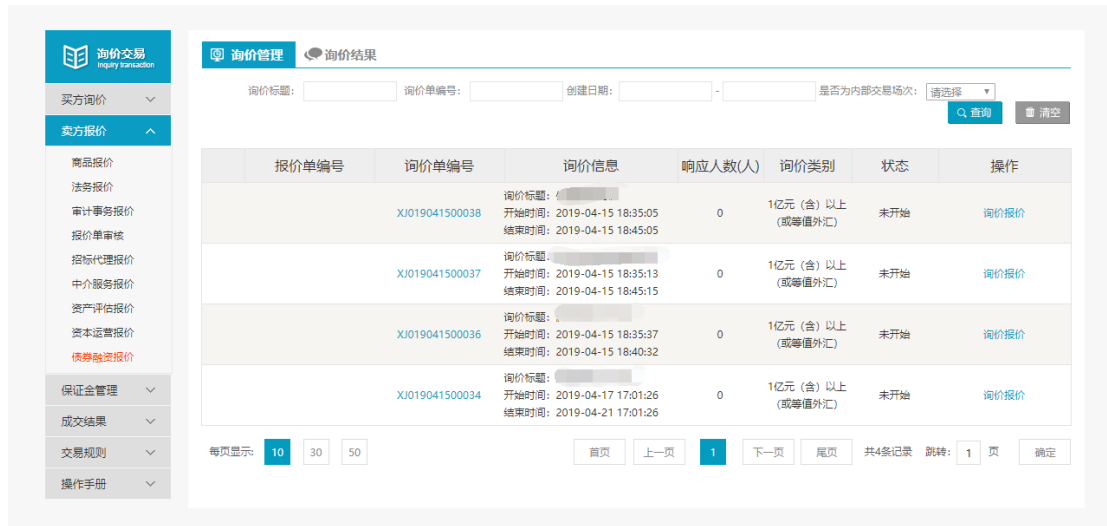 询价交易
Inquiry transaction
买方询价
卖方报价
商品报价
法务报价
审计事务报价
报价单审核
招标代理报价
中介服务报价
资产评估报价
资本运营报价
债券融资报价
保证金管理
成交结果
交易规则
操作手册
询价管理 询价结果
询价标题： 询价单编号： 创建日期： - 是否为内部交易场次： 请选择
查询 清空
报价单编号 询价单编号 询价信息 响应人数(人) 询价类别 状态 操作
询价标题：
XJ019041500038 开始时间：2019-04-15 18:35:05 0 1亿元（含）以上 未开始 询价报价
结束时间：2019-04-15 18:45:05 (或等值外汇)
询价标题：
XJ019041500037 开始时间：2019-04-15 18:35:13 0 1亿元（含）以上 未开始 询价报价
结束时间：2019-04-15 18:45:15 (或等值外汇)
询价标题：
XJ019041500036 开始时间：2019-04-15 18:35:37 0 1亿元（含）以上 未开始 询价报价
结束时间：2019-04-15 18:40:32 (或等值外汇)
询价标题：
XJ019041500034 开始时间：2019-04-17 17:01:26 0 1亿元（含）以上 未开始 询价报价
结束时间：2019-04-21 17:01:26 (或等值外汇)
每页显示: 10 30 50 首页 上一页 1 下一页 尾页 共4条记录 跳转: 1 页 确定